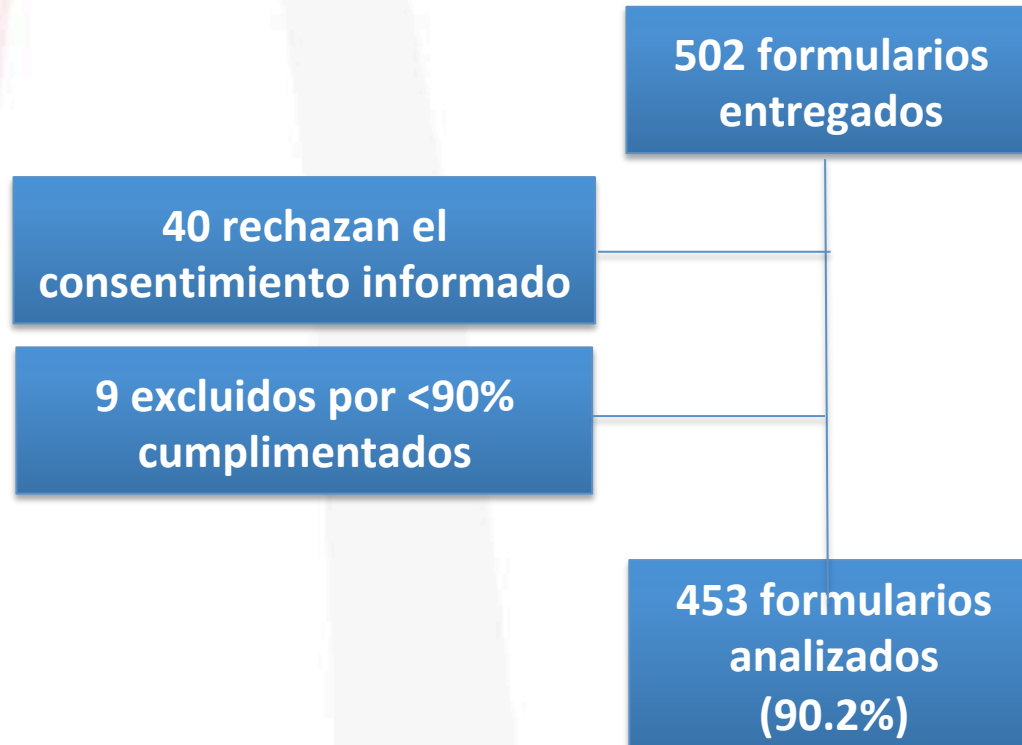 502 formularios
entregados
40 rechazan el
consentimiento informado
9 excluidos por <90%
cumplimentados
453 formularios
analizados
(90.2%)